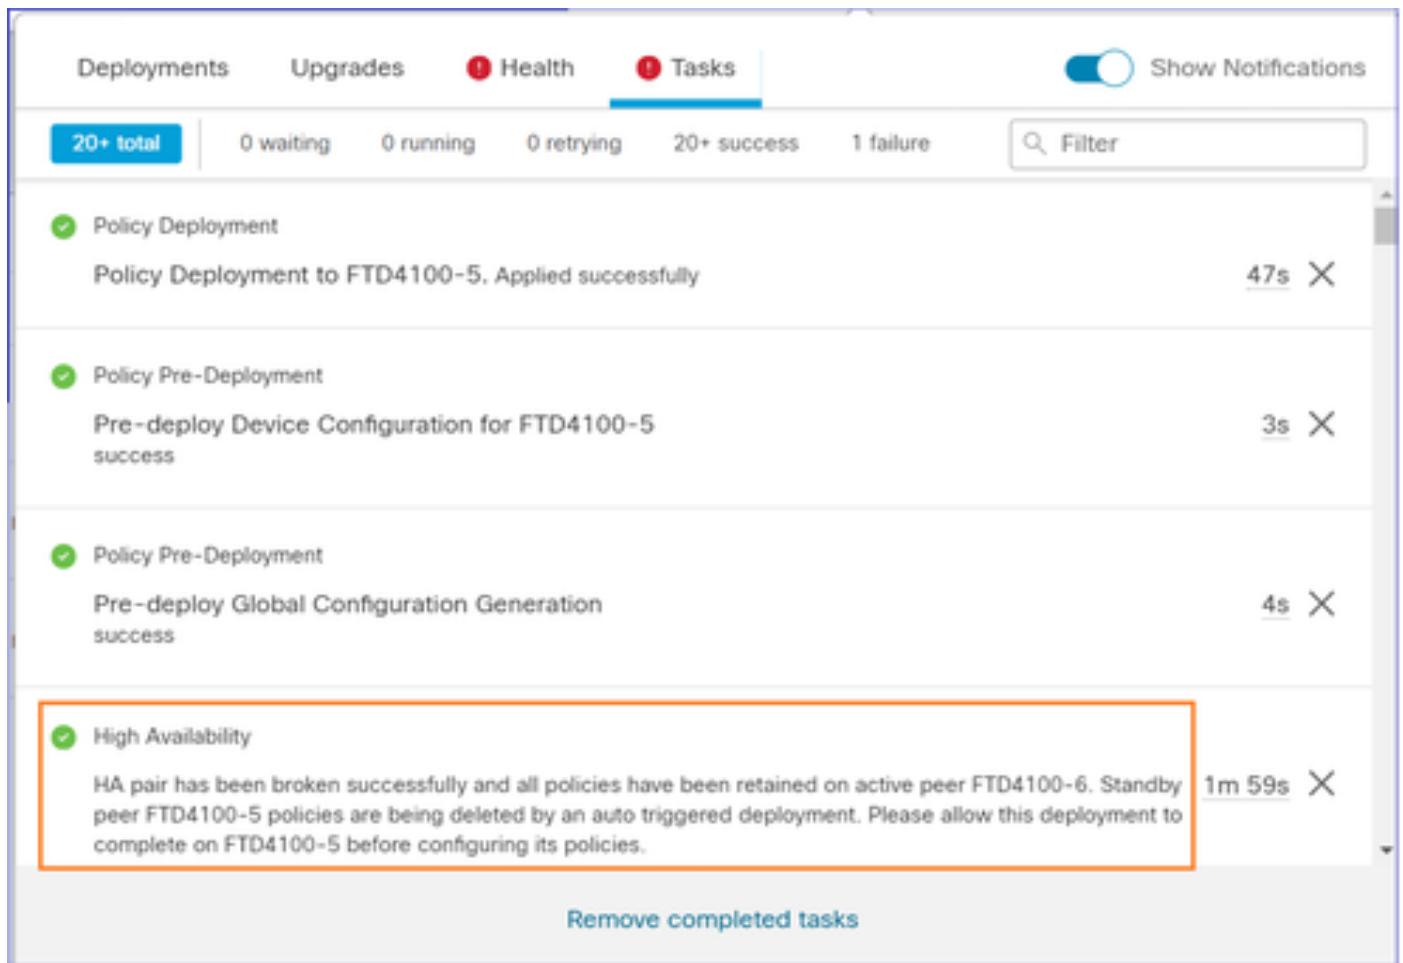 Deployments Upgrades Health Tasks Show Notifications
20+ total 0 waiting 0 running 0 retrying 20+ success 1 failure Filter
Policy Deployment
Policy Deployment to FTD4100-5. Applied successfully 47s
Policy Pre-Deployment
Pre-deploy Device Configuration for FTD4100-5 3s
success
Policy Pre-Deployment
Pre-deploy Global Configuration Generation 4s
success
High Availability
HA pair has been broken successfully and all policies have been retained on active peer FTD4100-6. Standby 1m 59s
peer FTD4100-5 policies are being deleted by an auto triggered deployment. Please allow this deployment to
complete on FTD4100-5 before configuring its policies.
Remove completed tasks